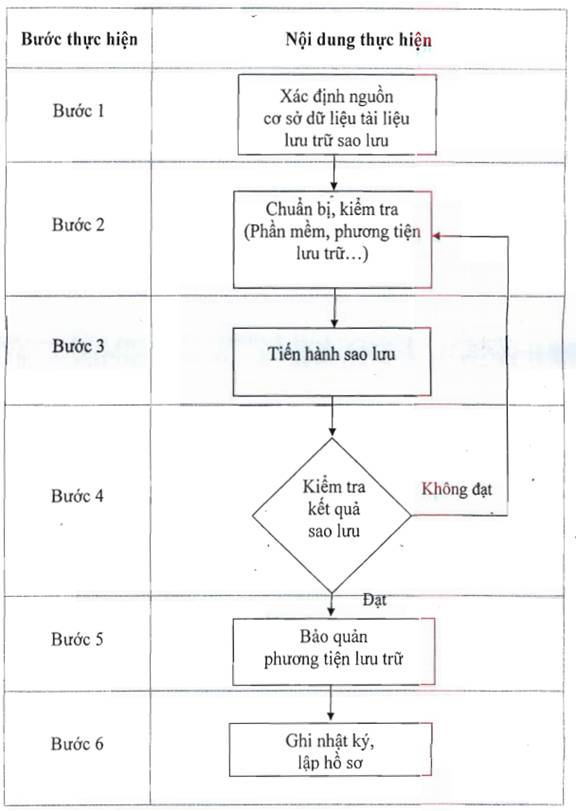 Bước thực hiện
Nội dung thực hiện
Bước 1
Xác định nguồn
cơ sở dữ liệu tài liệu
lưu trữ sao lưu
Bước 2
Chuẩn bị, kiểm tra
(Phần mềm, phương tiện
lưu trữ...)
Bước 3
Tiến hành sao lưu
Bước 4
Kiểm tra
kết quả
sao lưu
Không đạt
Đạt
Bước 5
Bảo quản
phương tiện lưu trữ
Bước 6
Ghi nhật ký,
lập hồ sơ